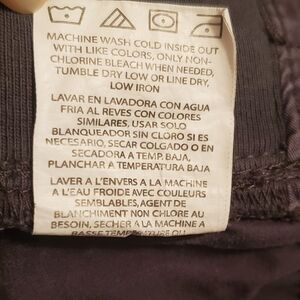 MACHINE WASH COLD INSIDE OUT
WITH LIKE COLORS, ONLY NON-
CHLORINE BLEACH WHEN NEEDED,
TUMBLE DRY LOW OR LINE DRY,
LOW IRON
LAVAR EN LAVADORA CON AGUA
FRIA AL REVES CON COLORES
SIMILARES, USAR SOLO
BLANQUEADOR SIN CLORO SI ES
NECESARIO, SECAR COLGADO O EN
SECADORA A TEMP. BAJA,
PLANCHAR A TEMPERATURA BAJA
LAVER A L'ENVERS A LA MACHINE
A L'EAU FROIDE AVEC COULEURS
SEMBLABLES, AGENT DE
BLANCHIMENT NON CHLORE AU
BESOIN, SECHER A LA MACHINE A
BASSE TEMPERATURE OU